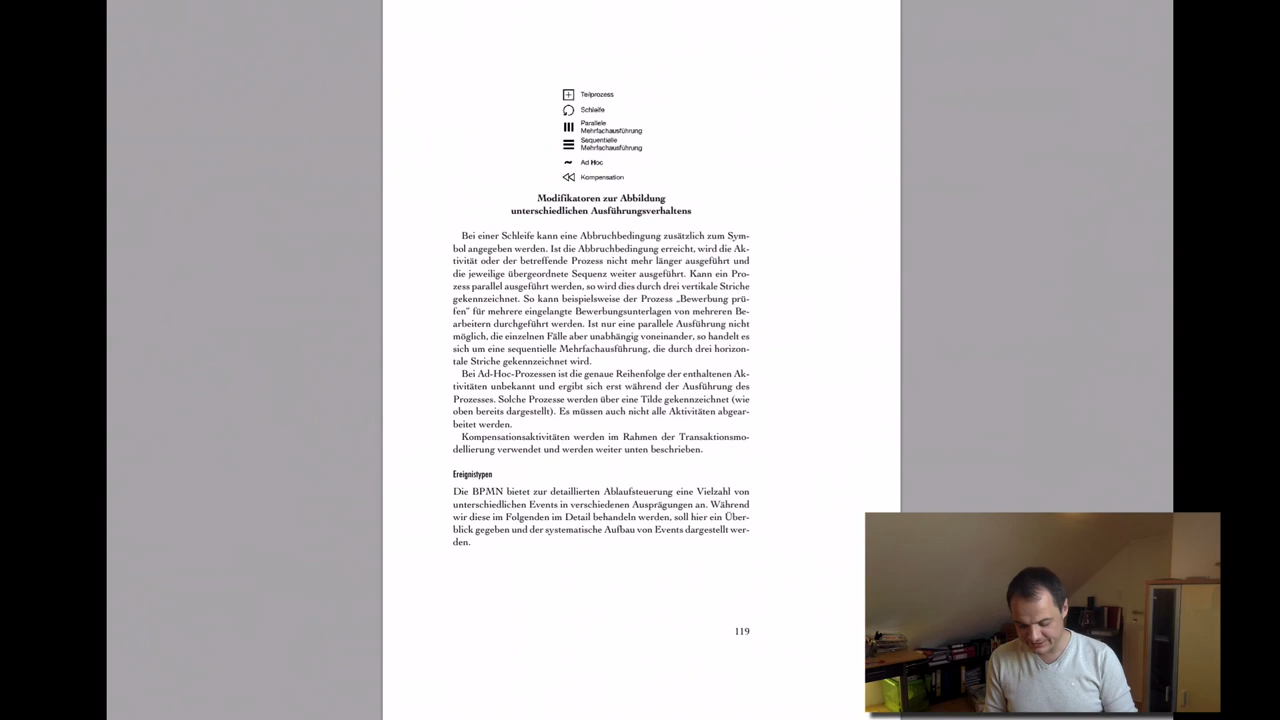 Teilprozess
Schleife
Parallele
Mehrfachausführung
Sequentielle
Mehrfachausführung
Ad Hoc
Kompensation
Modifikatoren zur Abbildung
unterschiedlichen Ausführungsverhaltens
Bei einer Schleife kann eine Abbruchbedingung zusätzlich zum Sym-
bol angegeben werden. Ist die Abbruchbedingung erreicht, wird die Ak-
tivität oder der betreffende Prozess nicht mehr länger ausgeführt und
die jeweilige übergeordnete Sequenz weiter ausgeführt. Kann ein Pro-
zess parallel ausgeführt werden, so wird dies durch drei vertikale Striche
gekennzeichnet. So kann beispielsweise der Prozess „Bewerbung prü-
fen“ für mehrere eingelangte Bewerbungsunterlagen von mehreren Be-
arbeitern durchgeführt werden. Ist nur eine parallele Ausführung nicht
möglich, die einzelnen Fälle aber unabhängig voneinander, so handelt es
sich um eine sequentielle Mehrfachausführung, die durch drei horizon-
tale Striche gekennzeichnet wird.
Bei Ad-Hoc-Prozessen ist die genaue Reihenfolge der enthaltenen Ak-
tivitäten unbekannt und ergibt sich erst während der Ausführung des
Prozesses. Solche Prozesse werden über eine Tilde gekennzeichnet (wie
oben bereits dargestellt). Es müssen auch nicht alle Aktivitäten abgear-
beitet werden.
Kompensationsaktivitäten werden im Rahmen der Transaktionsmo-
dellierung verwendet und werden weiter unten beschrieben.
Ereignistypen
Die BPMN bietet zur detaillierten Ablaufsteuerung eine Vielzahl von
unterschiedlichen Events in verschiedenen Ausprägungen an. Während
wir diese im Folgenden im Detail behandeln werden, soll hier ein Über-
blick gegeben und der systematische Aufbau von Events dargestellt wer-
den.
119